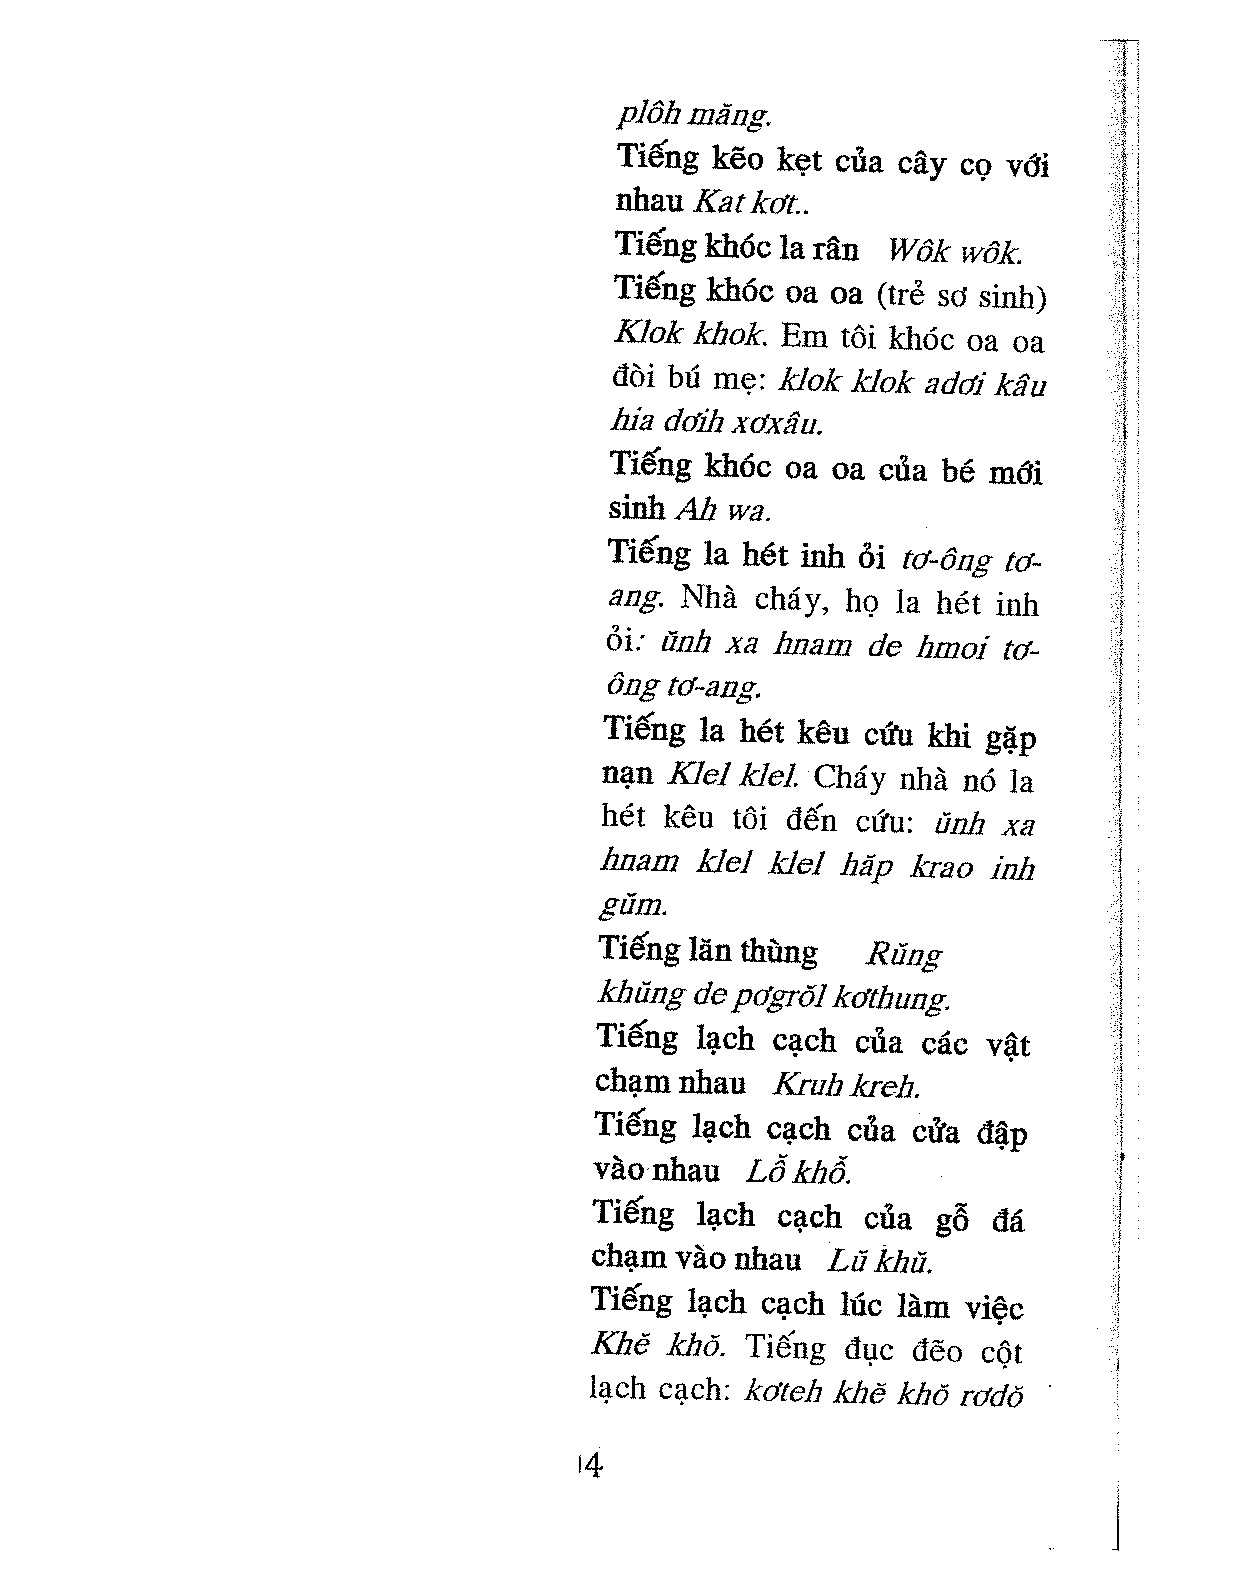 plôh măng.
Tiếng kẽo kẹt của cây cọ với
nhau Kat kơt..
Tiếng khóc la rân Wôk wôk.
Tiếng khóc oa oa (trẻ sơ sinh)
Klok khok. Em tôi khóc oa oa
đòi bú mẹ: klok klok adơi kâu
hia dơih xơxâu.
Tiếng khóc oa oa của bé mới
sinh Ah wa.
Tiếng la hét inh ỏi tơ-ông tơ-
ang. Nhà cháy, họ la hét inh
ỏi: ŭnh xa hnam de hmoi tơ-
ông tơ-ang.
Tiếng la hét kêu cứu khi gặp
nạn Klel klel. Cháy nhà nó la
hét kêu tôi đến cứu: ŭnh xa
hnam klel klel hăp krao inh
gŭm.
Tiếng lăn thùng Rŭng
khŭng de pơgrŏl kơthung.
Tiếng lạch cạch của các vật
chạm nhau Kruh kreh.
Tiếng lạch cạch của cửa đập
vào nhau Lỗ khỗ.
Tiếng lạch cạch của gỗ đá
chạm vào nhau Lŭ khŭ.
Tiếng lạch cạch lúc làm việc
Khĕ khŏ. Tiếng đục đẽo cột
lạch cạch: kơteh khĕ khŏ rơdŏ
14